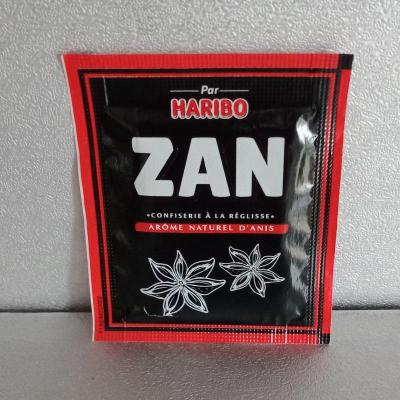 Par
HARIBO
ZAN
•CONFISERIE À LA RÉGLISSE•
ARÔME NATUREL D'ANIS